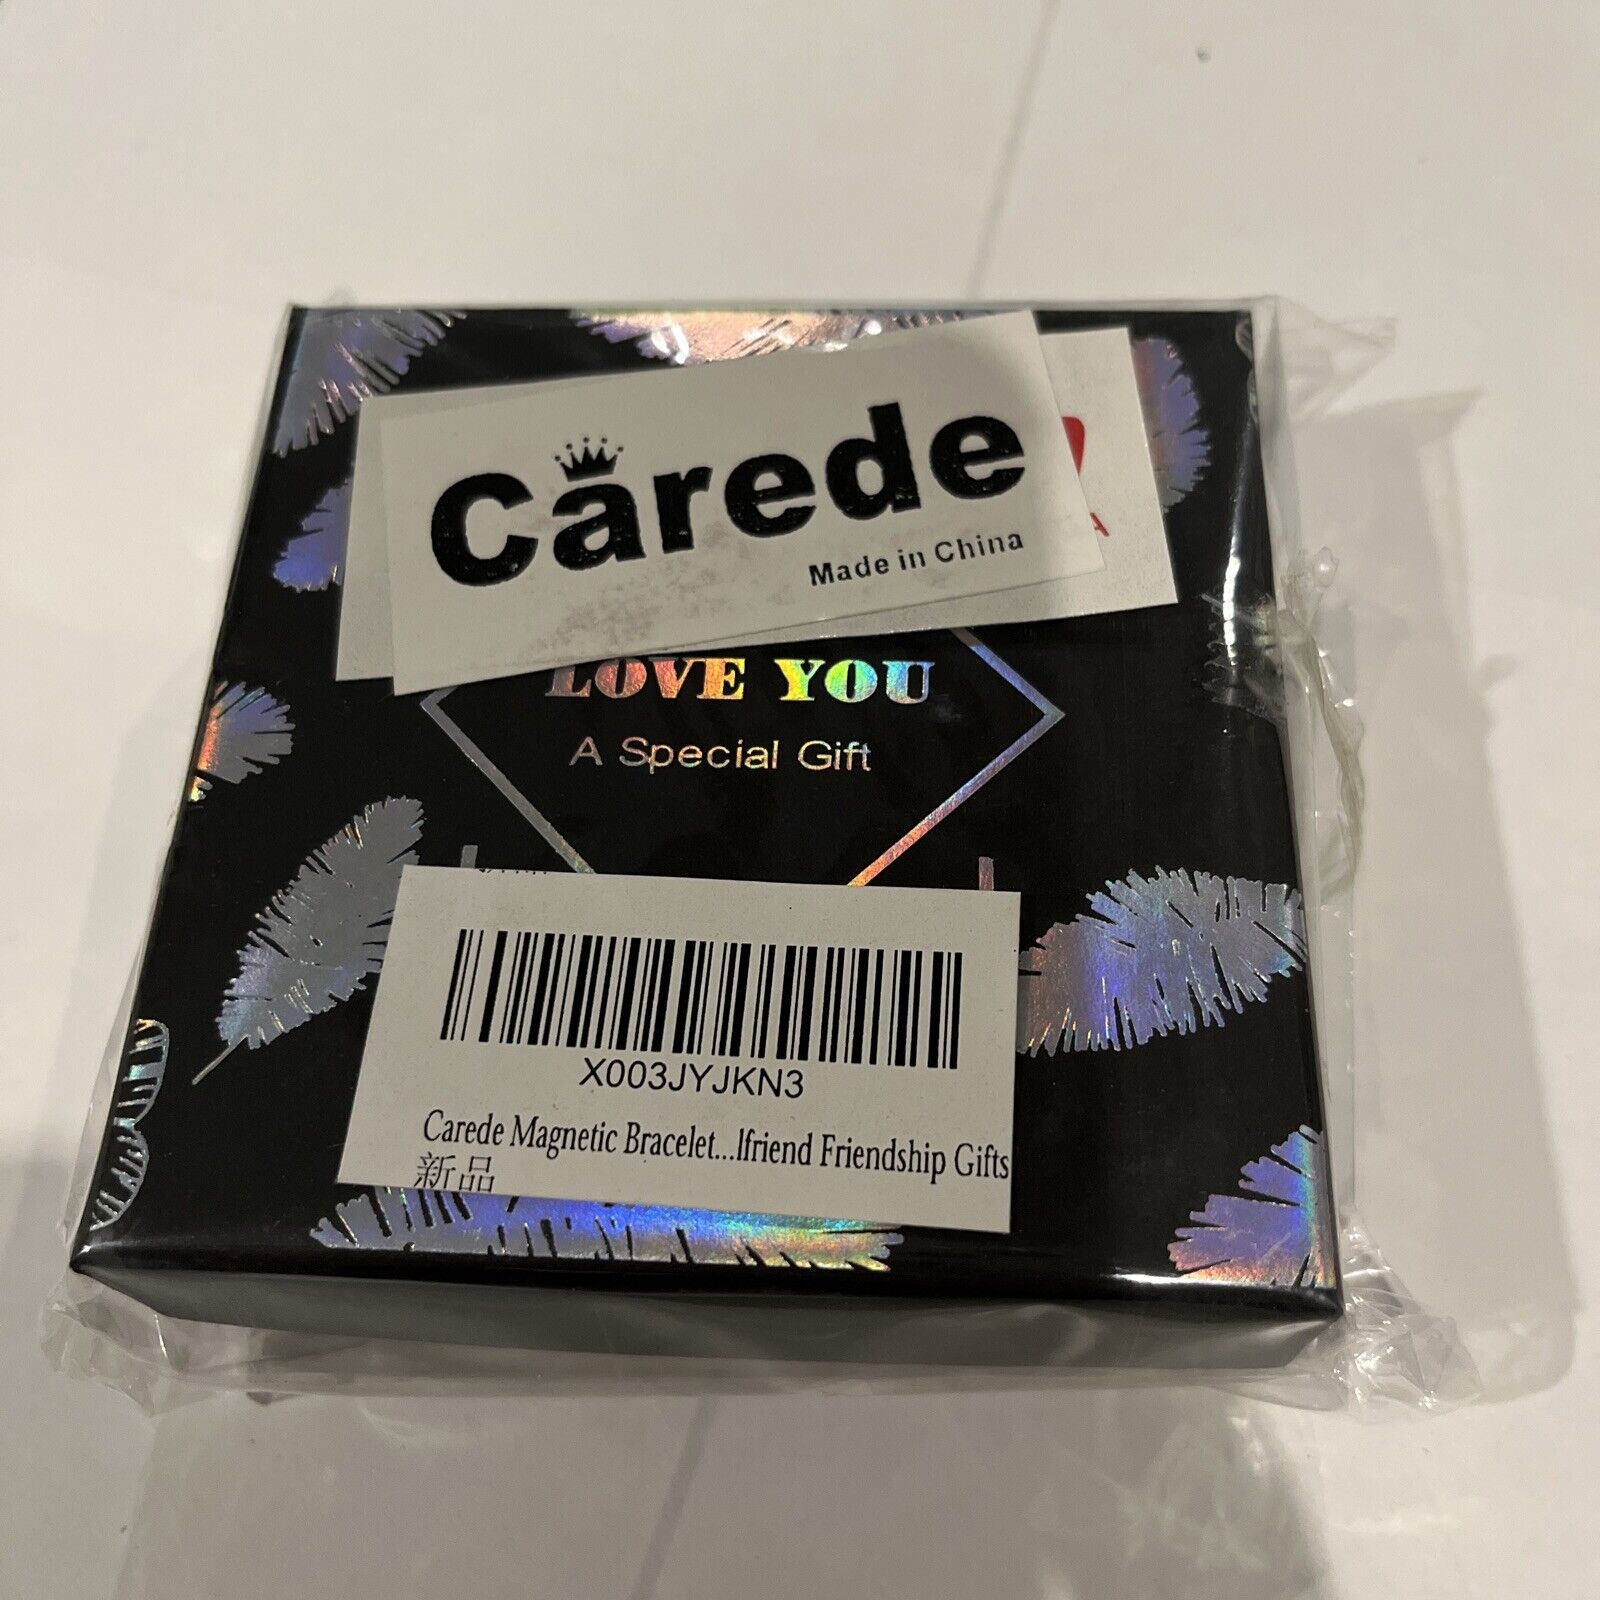 Carede
Made in China
A
LOVE YOU
A Special Gift
X003JYJKN3
Carede Magnetic Bracelet...lfriend Friendship Gifts
新品